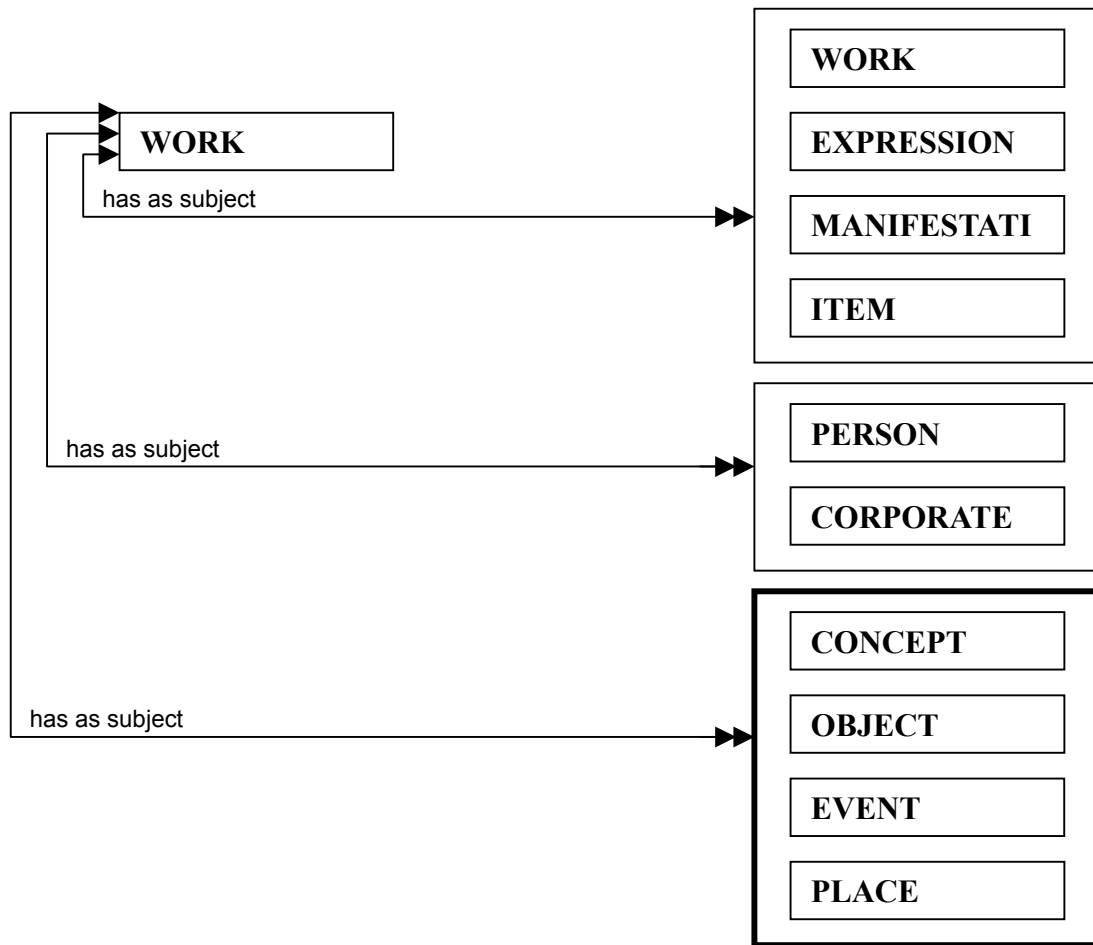 WORK
EXPRESSION
MANIFESTATI
ITEM
WORK
has as subject
PERSON
CORPORATE
has as subject
CONCEPT
OBJECT
EVENT
PLACE
has as subject